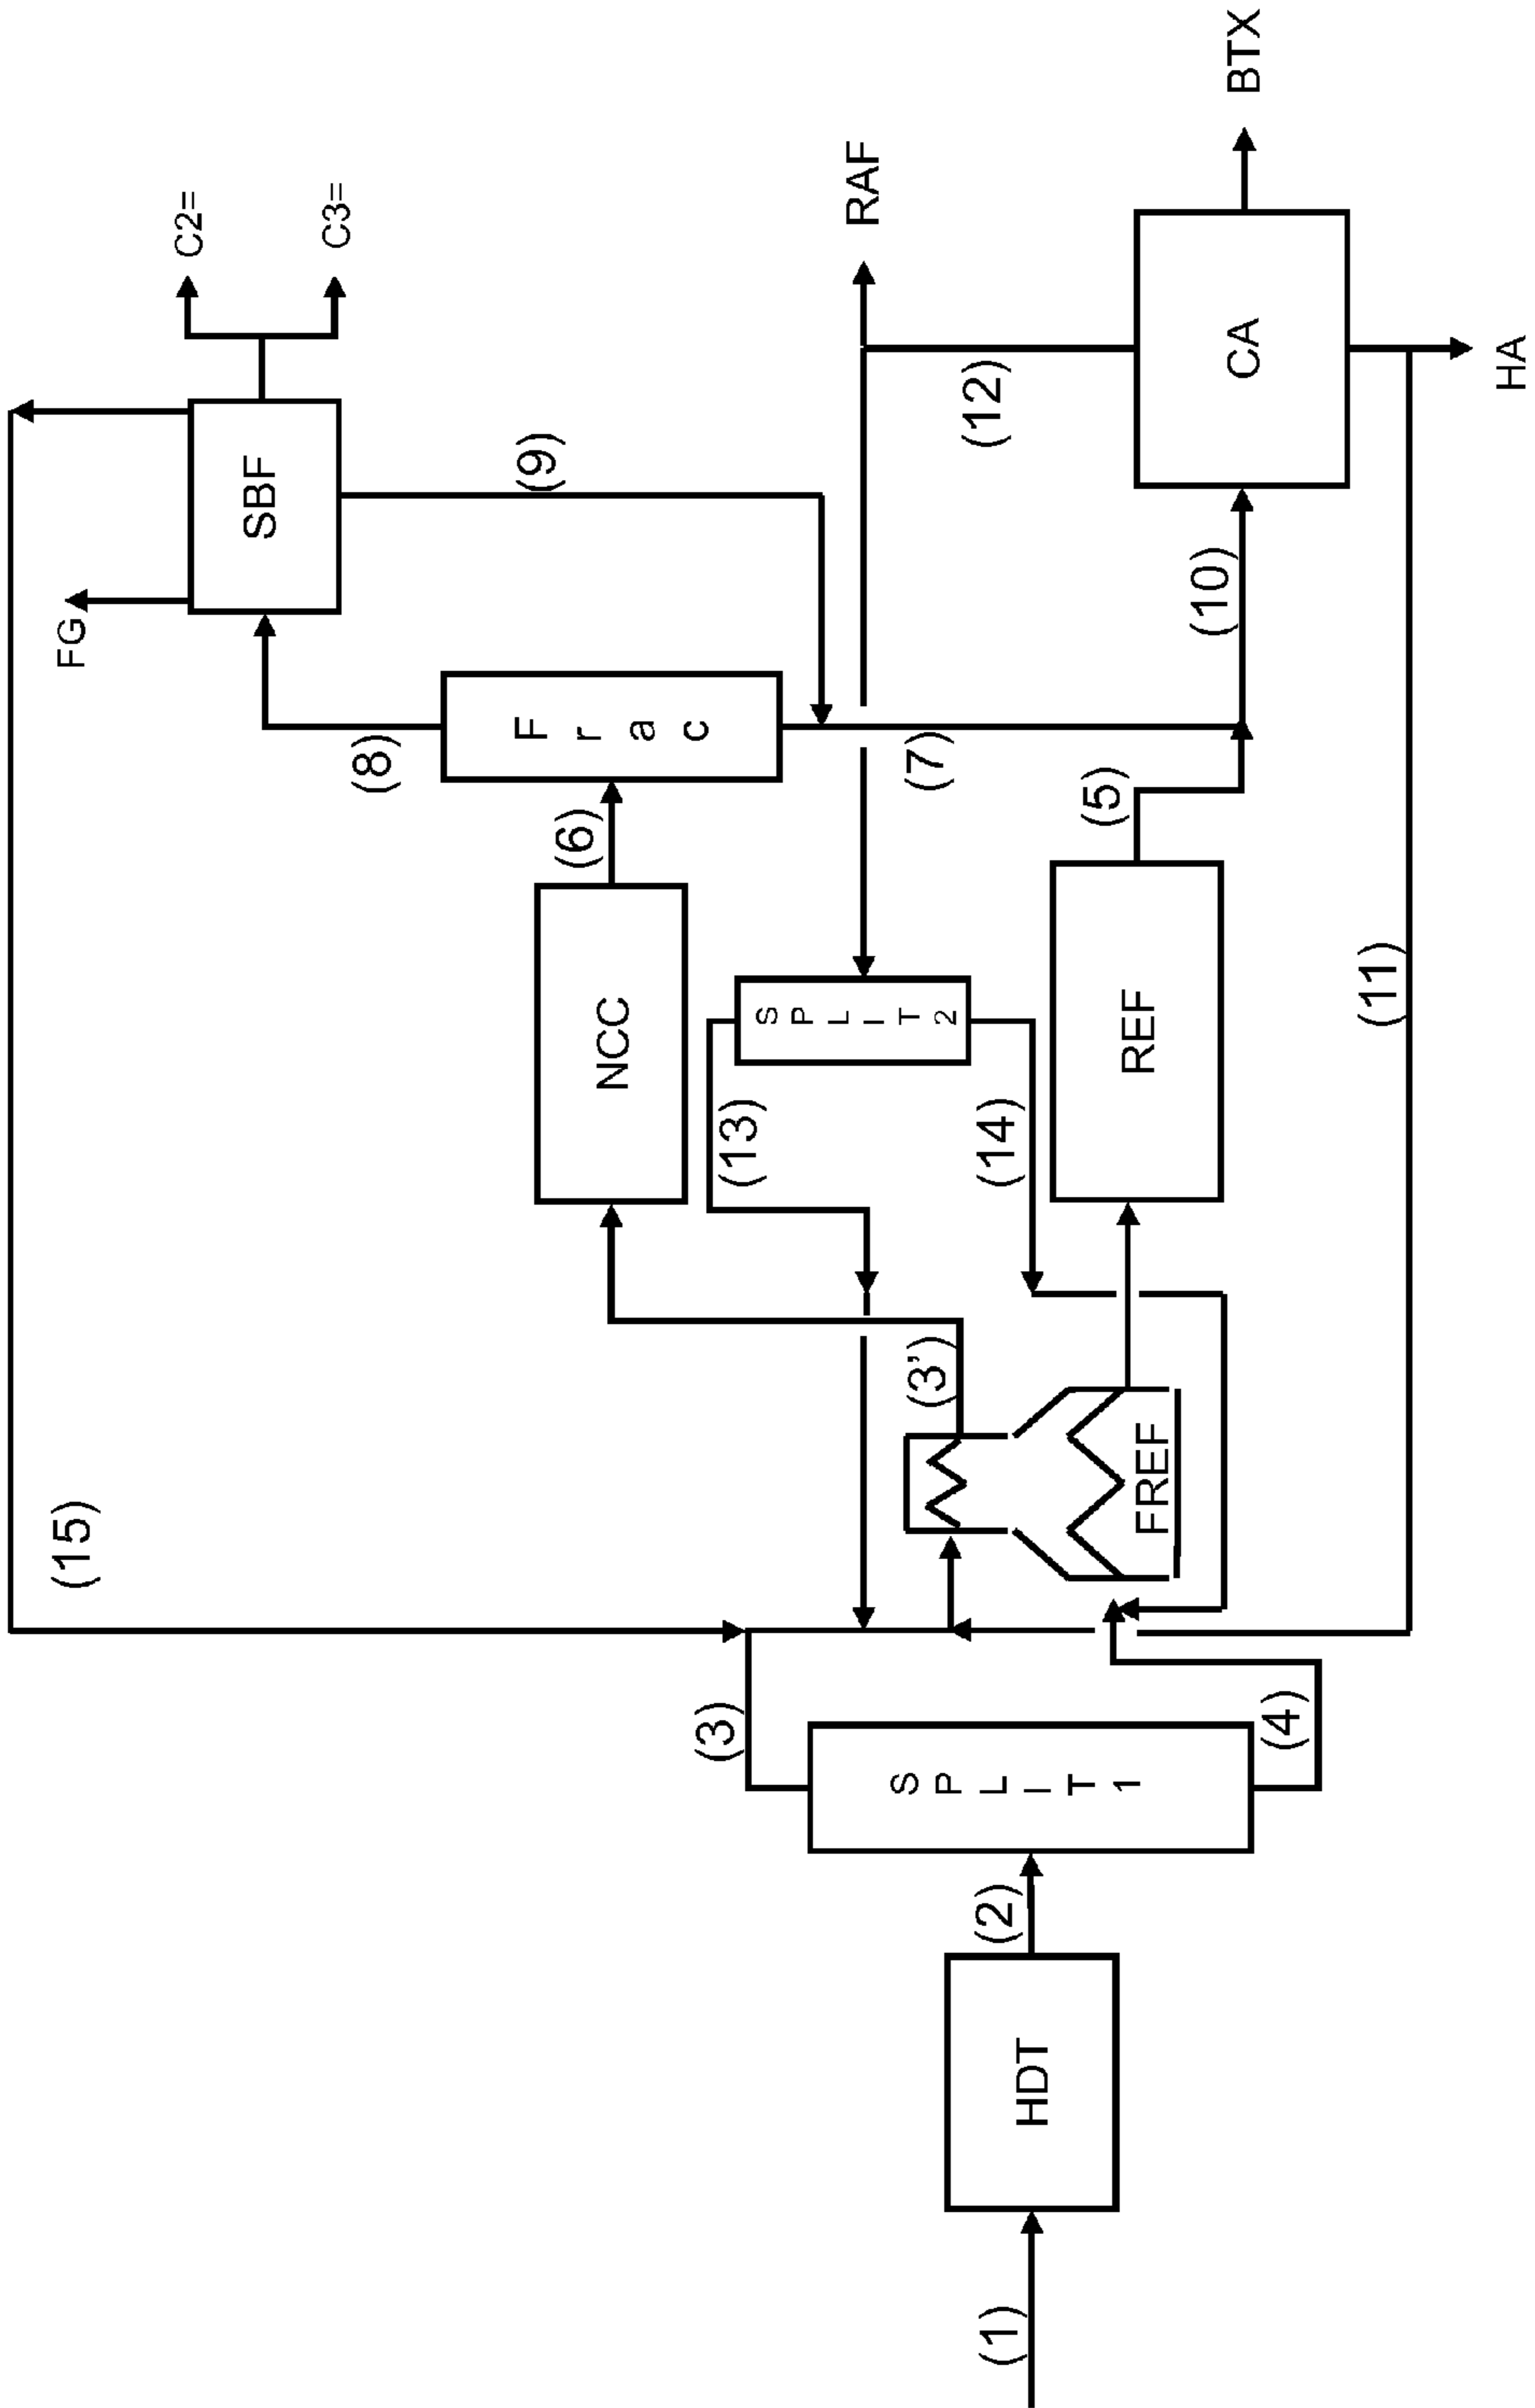 (15)
FG
C2=
SBF
C3=
(8)
(9)
Frac
(6)
NCC
(3)
(13)
SPLIT2
RAF
(3')
(7)
(12)
SPLIT1
(2)
(1)
HDT
(14)
FREF
REF
(5)
(10)
CA
BTX
(4)
(11)
HA